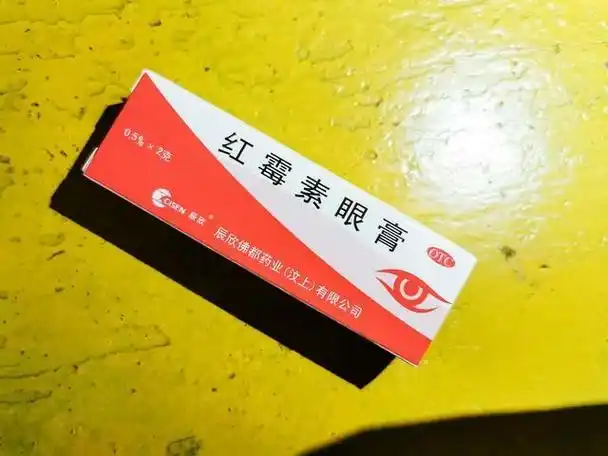 红霉素眼膏
OTC
0.5%×2克
CISEN 辰欣®
辰欣佛都药业(汶上)有限公司